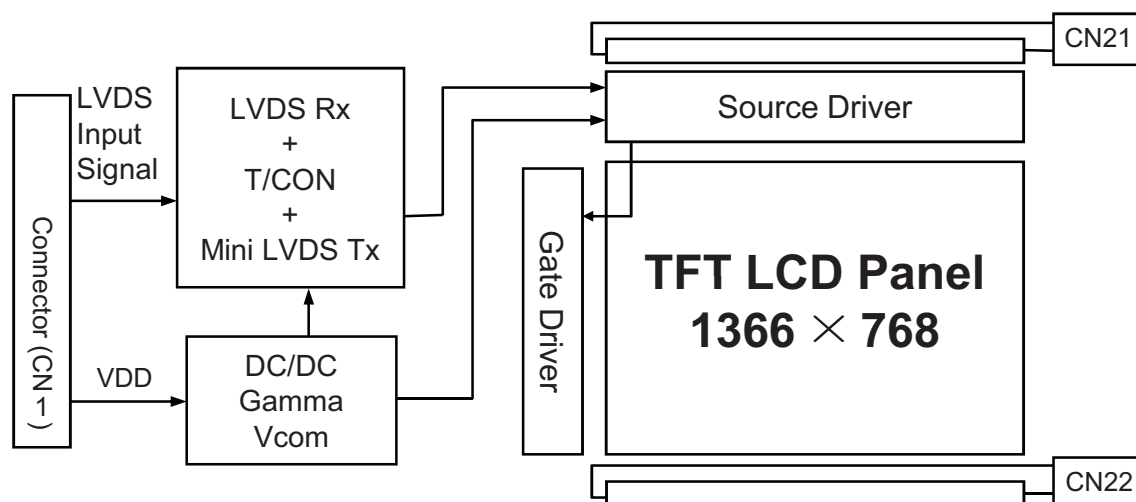 CN21
LVDS
Input
Signal
LVDS Rx
+
T/CON
+
Mini LVDS Tx
Source Driver
Connector (CN1)
Gate Driver
TFT LCD Panel
1366 × 768
VDD
DC/DC
Gamma
Vcom
CN22